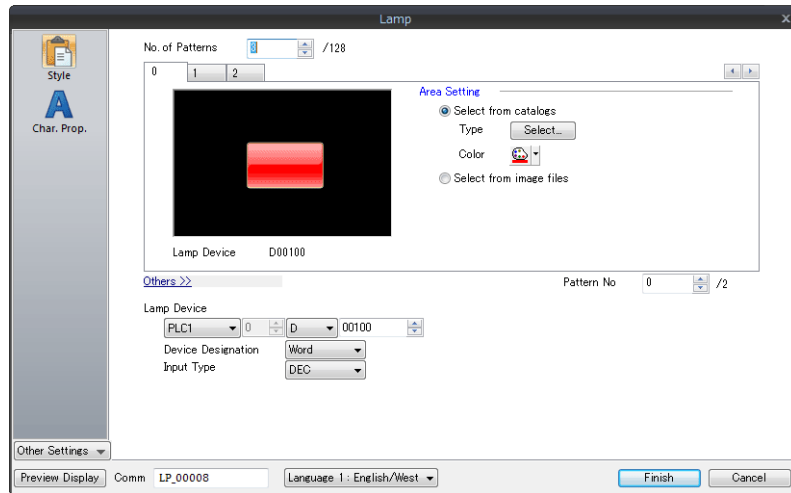 Lamp
x
Style
Char. Prop.
No. of Patterns 3 /128
0 1 2
Area Setting
Select from catalogs
Type Select...
Color
Select from image files
Lamp Device D00100
Others >>
Pattern No 0 /2
Lamp Device
PLC1 0 D 00100
Device Designation Word
Input Type DEC
Other Settings
Preview Display Comm LP_00008 Language 1 : English/West Finish Cancel